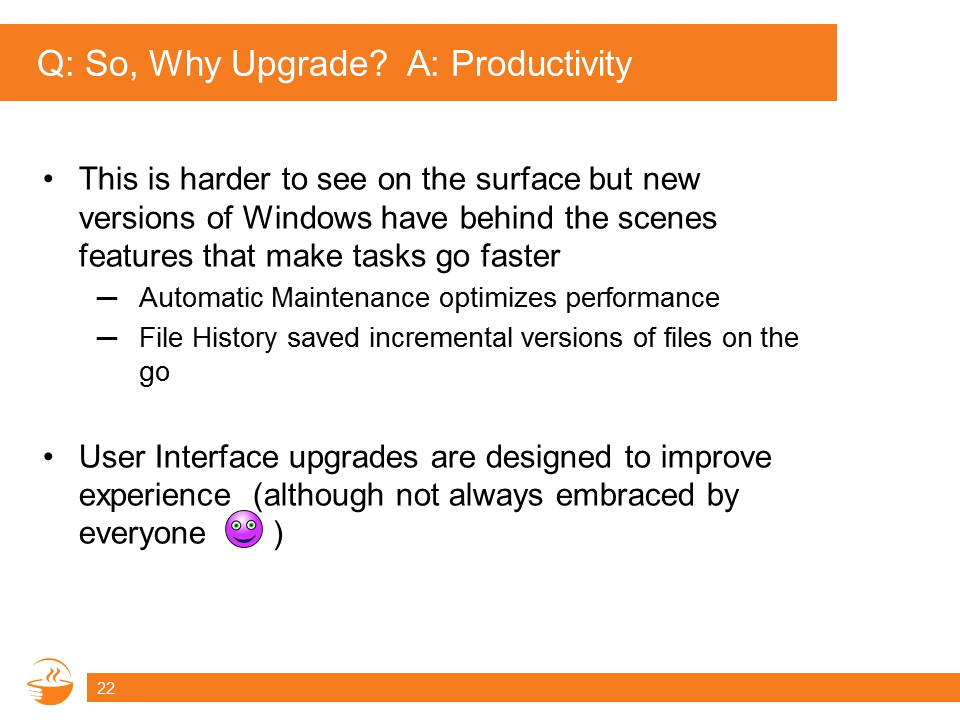 Q: So, Why Upgrade?  A: Productivity
• This is harder to see on the surface but new
versions of Windows have behind the scenes
features that make tasks go faster
─ Automatic Maintenance optimizes performance
─ File History saved incremental versions of files on the
go
• User Interface upgrades are designed to improve
experience  (although not always embraced by
everyone )
22